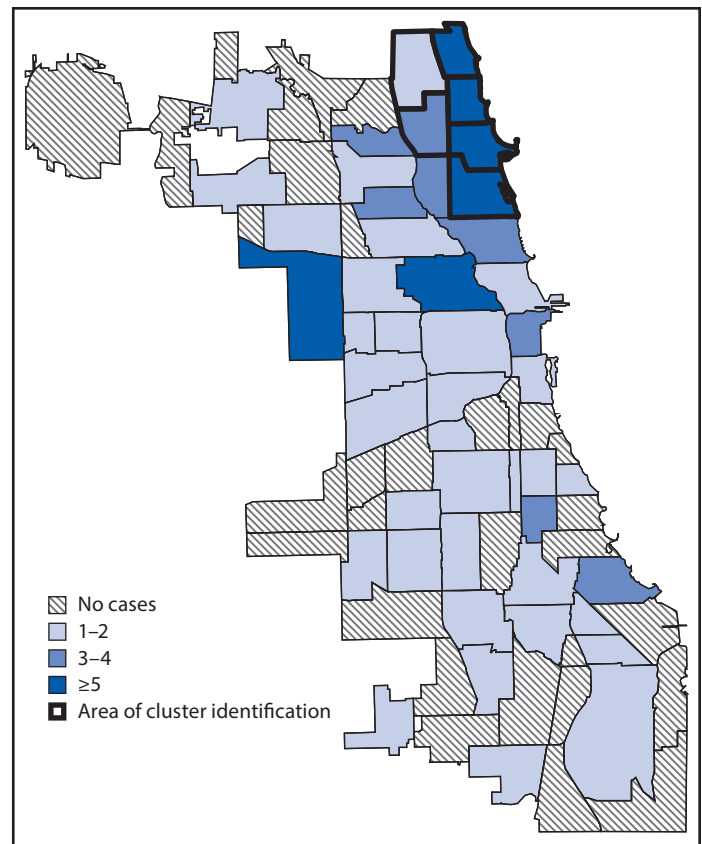 No cases
1–2
3–4
≥5
Area of cluster identification